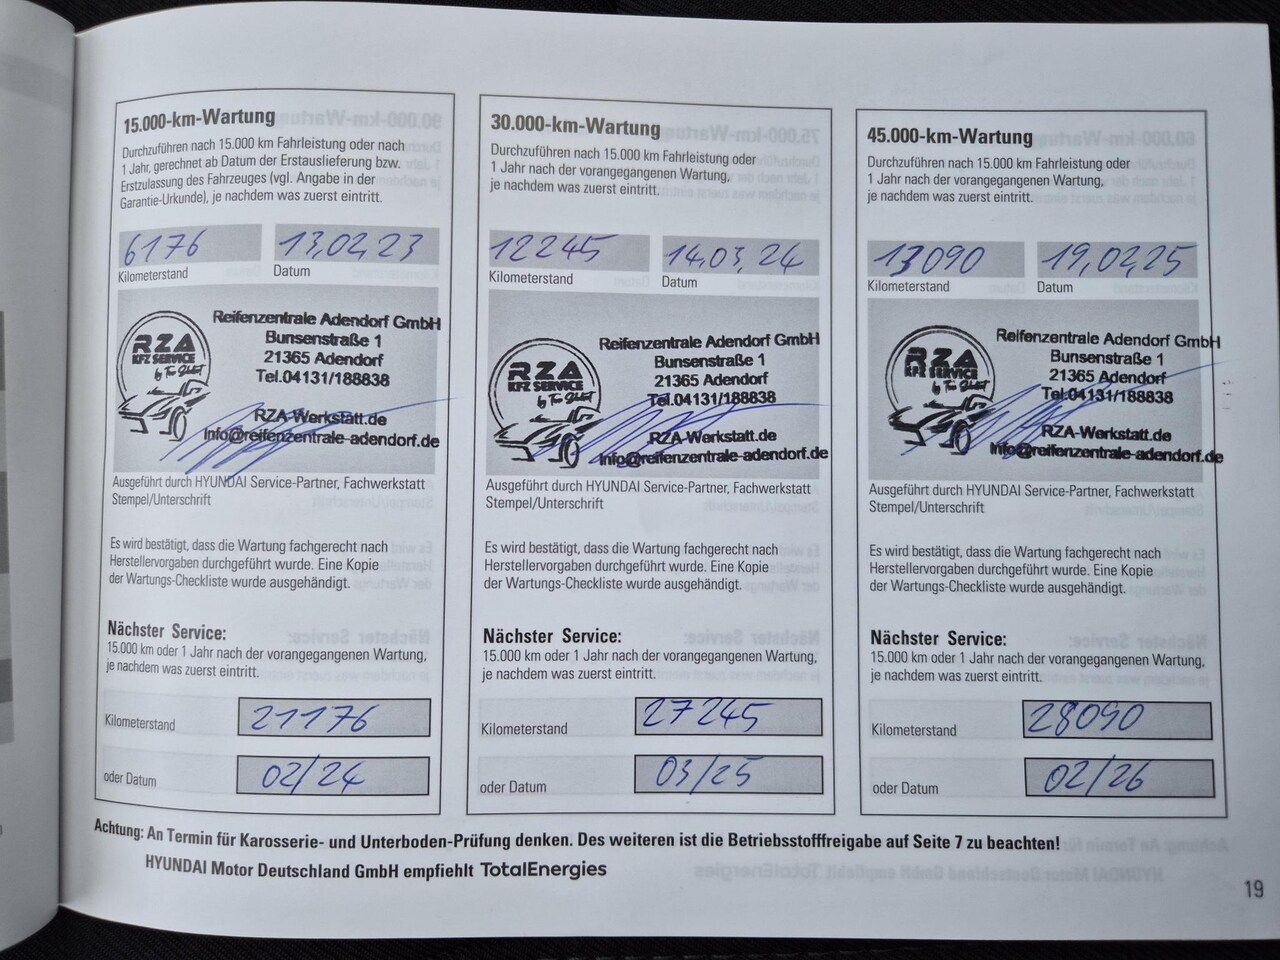 15.000-km-Wartung
Durchzuführen nach 15.000 km Fahrleistung oder nach
1 Jahr, gerechnet ab Datum der Erstauslieferung bzw.
Erstzulassung des Fahrzeuges (vgl. Angabe in der
Garantie-Urkunde), je nachdem was zuerst eintritt.
6176 13,02,23
Kilometerstand Datum
RZA
KFZ SERVICE
Reifenzentrale Adendorf GmbH
Bunsenstraße 1
21365 Adendorf
Tel.04131/188838
RZA-Werkstatt.de
Info@reifenzentrale-adendorf.de
Ausgeführt durch HYUNDAI Service-Partner, Fachwerkstatt
Stempel/Unterschrift
Es wird bestätigt, dass die Wartung fachgerecht nach
Herstellervorgaben durchgeführt wurde. Eine Kopie
der Wartungs-Checkliste wurde ausgehändigt.
Nächster Service:
15.000 km oder 1 Jahr nach der vorangegangenen Wartung,
je nachdem was zuerst eintritt.
Kilometerstand 21176
oder Datum 02/24
30.000-km-Wartung
Durchzuführen nach 15.000 km Fahrleistung oder
1 Jahr nach der vorangegangenen Wartung,
je nachdem was zuerst eintritt.
12245 14,03,24
Kilometerstand Datum
RZA
KFZ SERVICE
Reifenzentrale Adendorf GmbH
Bunsenstraße 1
21365 Adendorf
Tel.04131/188838
RZA-Werkstatt.de
Info@reifenzentrale-adendorf.de
Ausgeführt durch HYUNDAI Service-Partner, Fachwerkstatt
Stempel/Unterschrift
Es wird bestätigt, dass die Wartung fachgerecht nach
Herstellervorgaben durchgeführt wurde. Eine Kopie
der Wartungs-Checkliste wurde ausgehändigt.
Nächster Service:
15.000 km oder 1 Jahr nach der vorangegangenen Wartung,
je nachdem was zuerst eintritt.
Kilometerstand 27245
oder Datum 03/25
45.000-km-Wartung
Durchzuführen nach 15.000 km Fahrleistung oder
1 Jahr nach der vorangegangenen Wartung,
je nachdem was zuerst eintritt.
13090 19,02,25
Kilometerstand Datum
RZA
KFZ SERVICE
Reifenzentrale Adendorf GmbH
Bunsenstraße 1
21365 Adendorf
Tel.04131/188838
RZA-Werkstatt.de
Info@reifenzentrale-adendorf.de
Ausgeführt durch HYUNDAI Service-Partner, Fachwerkstatt
Stempel/Unterschrift
Es wird bestätigt, dass die Wartung fachgerecht nach
Herstellervorgaben durchgeführt wurde. Eine Kopie
der Wartungs-Checkliste wurde ausgehändigt.
Nächster Service:
15.000 km oder 1 Jahr nach der vorangegangenen Wartung,
je nachdem was zuerst eintritt.
Kilometerstand 28090
oder Datum 02/26
Achtung: An Termin für Karosserie- und Unterboden-Prüfung denken. Des weiteren ist die Betriebsstofffreigabe auf Seite 7 zu beachten!
HYUNDAI Motor Deutschland GmbH empfiehlt TotalEnergies
19